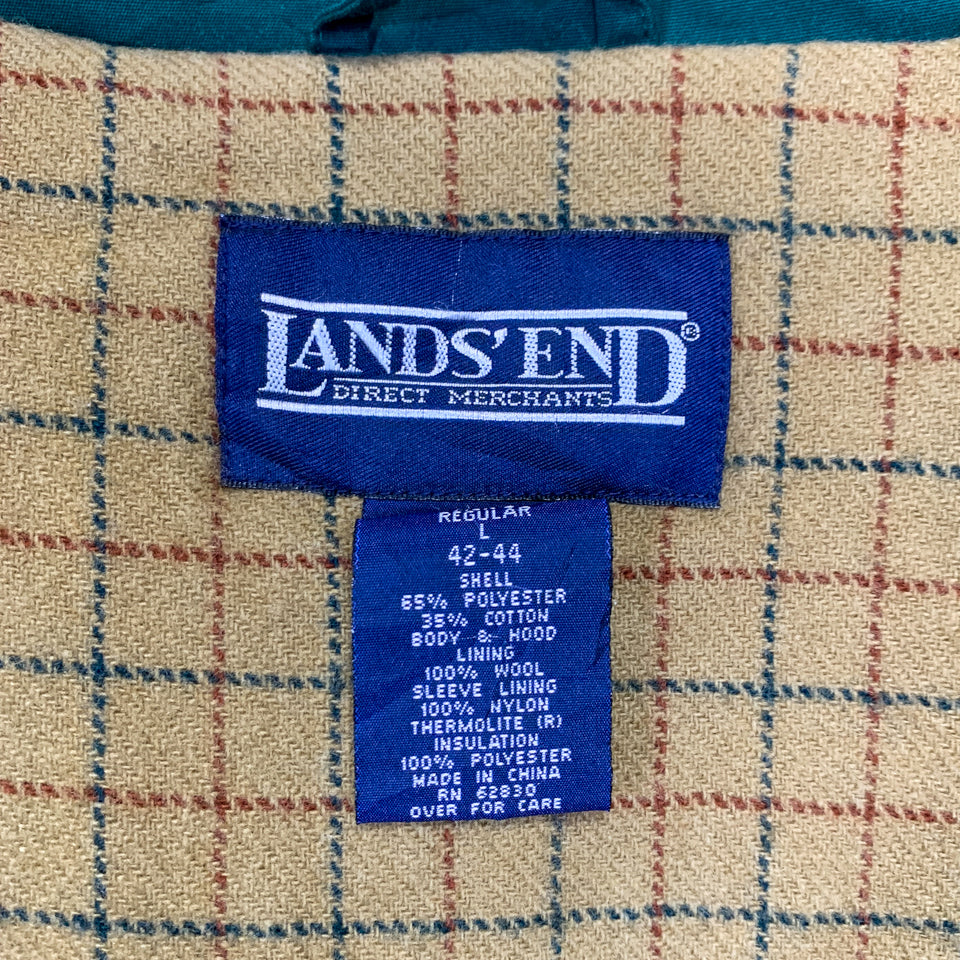 LANDS' END®
DIRECT MERCHANTS
REGULAR
L
42-44
SHELL
65% POLYESTER
35% COTTON
BODY & HOOD
LINING
100% WOOL
SLEEVE LINING
100% NYLON
THERMOLITE (R)
INSULATION
100% POLYESTER
MADE IN CHINA
RN 62830
OVER FOR CARE